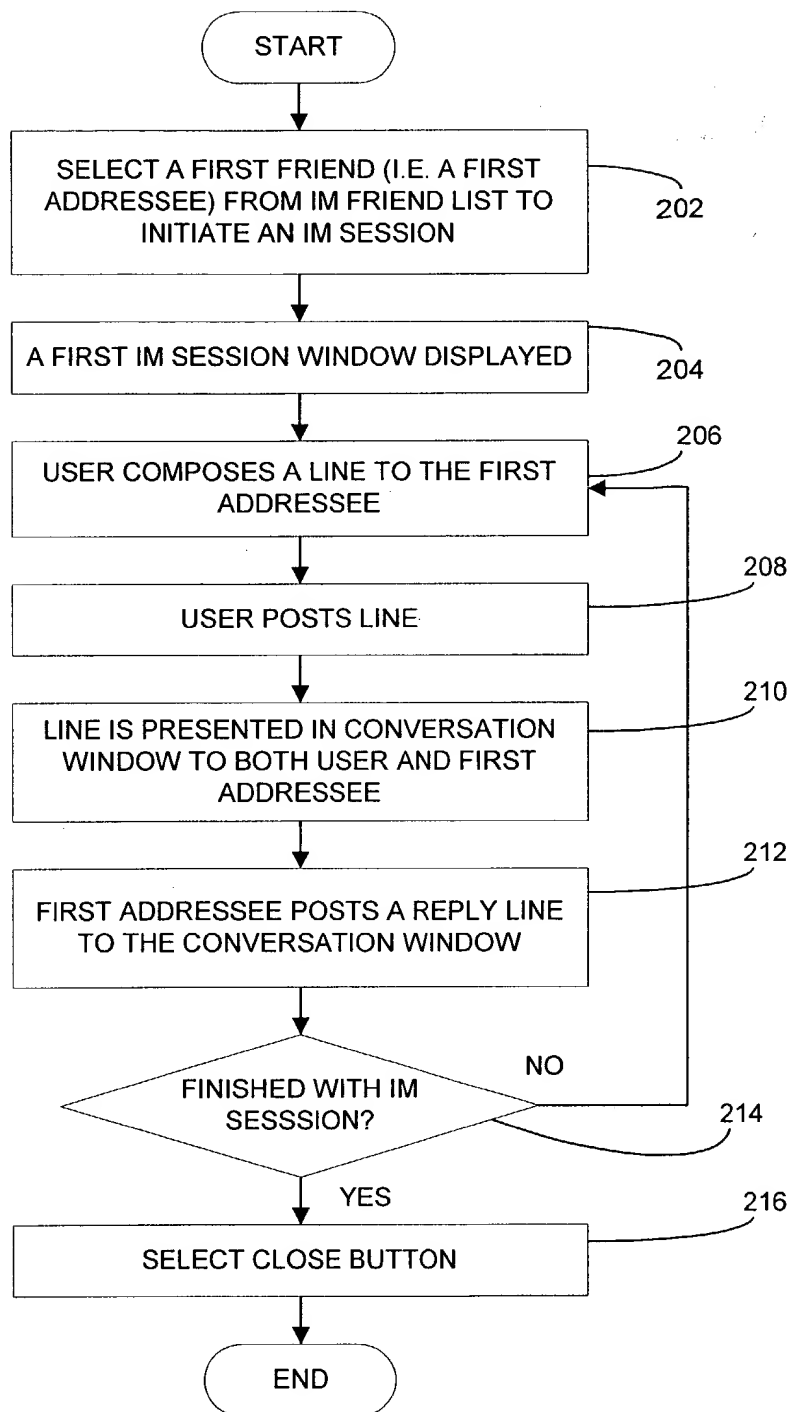 START
SELECT A FIRST FRIEND (I.E. A FIRST
ADDRESSEE) FROM IM FRIEND LIST TO
INITIATE AN IM SESSION
202
A FIRST IM SESSION WINDOW DISPLAYED
204
206
USER COMPOSES A LINE TO THE FIRST
ADDRESSEE
208
USER POSTS LINE
210
LINE IS PRESENTED IN CONVERSATION
WINDOW TO BOTH USER AND FIRST
ADDRESSEE
212
FIRST ADDRESSEE POSTS A REPLY LINE
TO THE CONVERSATION WINDOW
NO
FINISHED WITH IM
SESSSION?
214
YES
216
SELECT CLOSE BUTTON
END